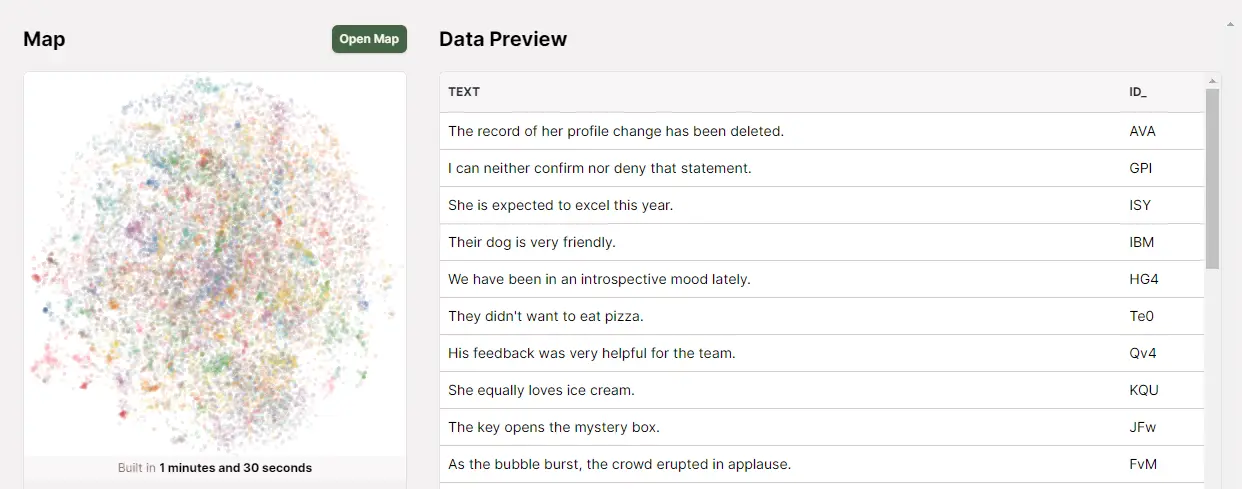 Map
Open Map
Built in 1 minutes and 30 seconds
Data Preview
TEXT ID_
The record of her profile change has been deleted. AVA
I can neither confirm nor deny that statement. GPI
She is expected to excel this year. ISY
Their dog is very friendly. IBM
We have been in an introspective mood lately. HG4
They didn't want to eat pizza. Te0
His feedback was very helpful for the team. Qv4
She equally loves ice cream. KQU
The key opens the mystery box. JFw
As the bubble burst, the crowd erupted in applause. FvM